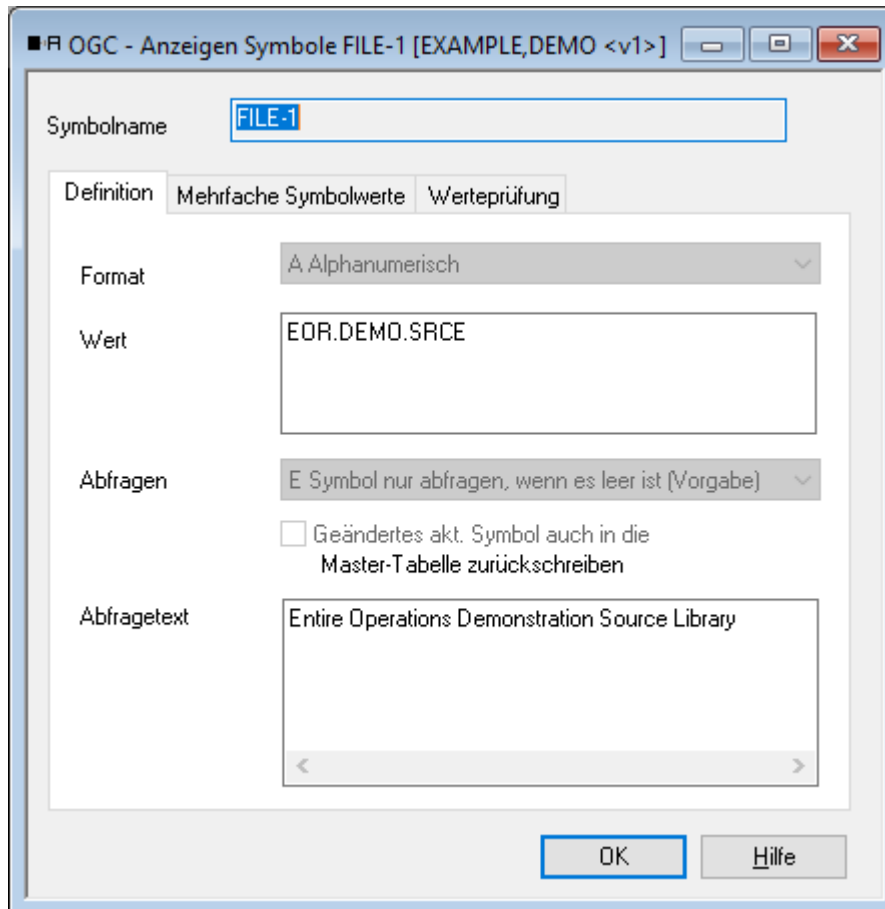 OGC - Anzeigen Symbole FILE-1 [EXAMPLE,DEMO <v1>]
Symbolname FILE-1
Definition Mehrfache Symbolwerte Werteprüfung
Format A Alphanumerisch
Wert EOR.DEMO.SRCE
Abfragen E Symbol nur abfragen, wenn es leer ist (Vorgabe)
Geändertes akt. Symbol auch in die
Master-Tabelle zurückschreiben
Abfragetext Entire Operations Demonstration Source Library
OK Hilfe